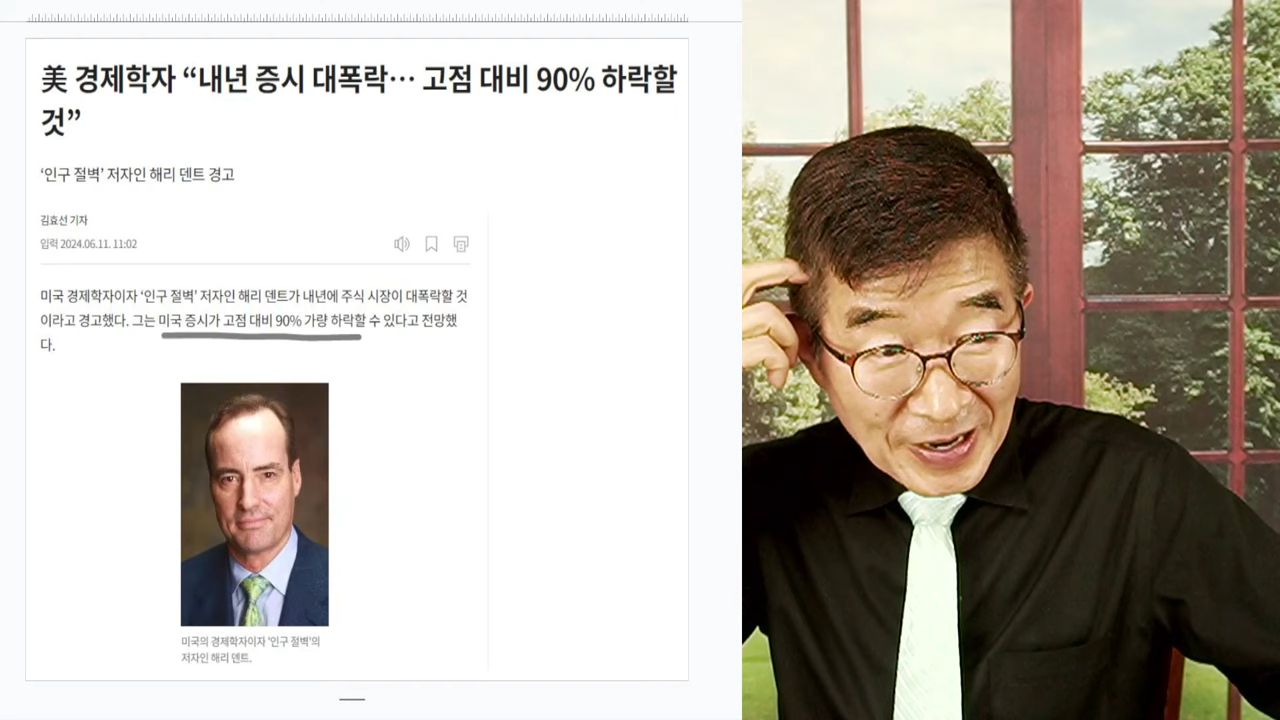 美 경제학자 “내년 증시 대폭락… 고점 대비 90% 하락할
것”
‘인구 절벽’ 저자인 해리 덴트 경고
김효선 기자
입력 2024.06.11. 11:02
미국 경제학자이자 ‘인구 절벽’ 저자인 해리 덴트가 내년에 주식 시장이 대폭락할 것
이라고 경고했다. 그는 미국 증시가 고점 대비 90% 가량 하락할 수 있다고 전망했
다.
미국의 경제학자이자 '인구 절벽'의
저자인 해리 덴트.